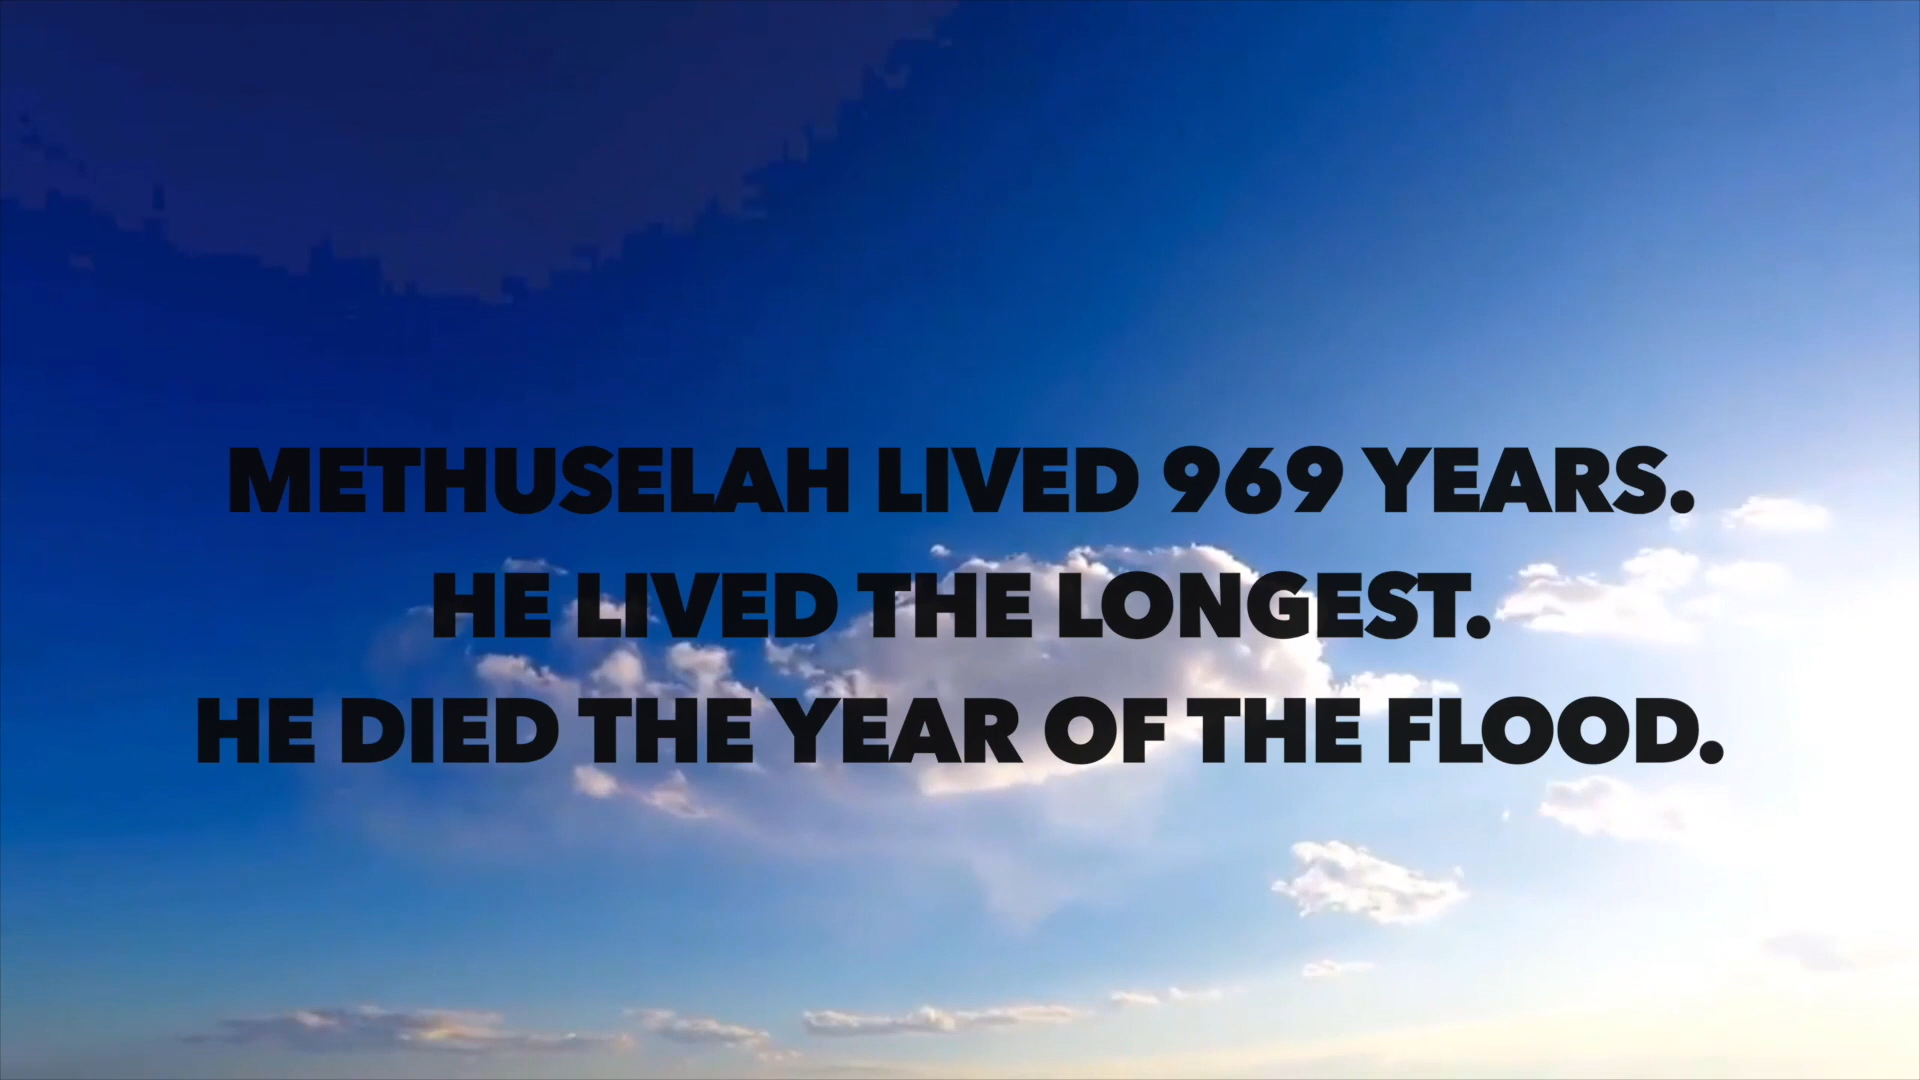 METHUSELAH LIVED 969 YEARS.
HE LIVED THE LONGEST.
HE DIED THE YEAR OF THE FLOOD.